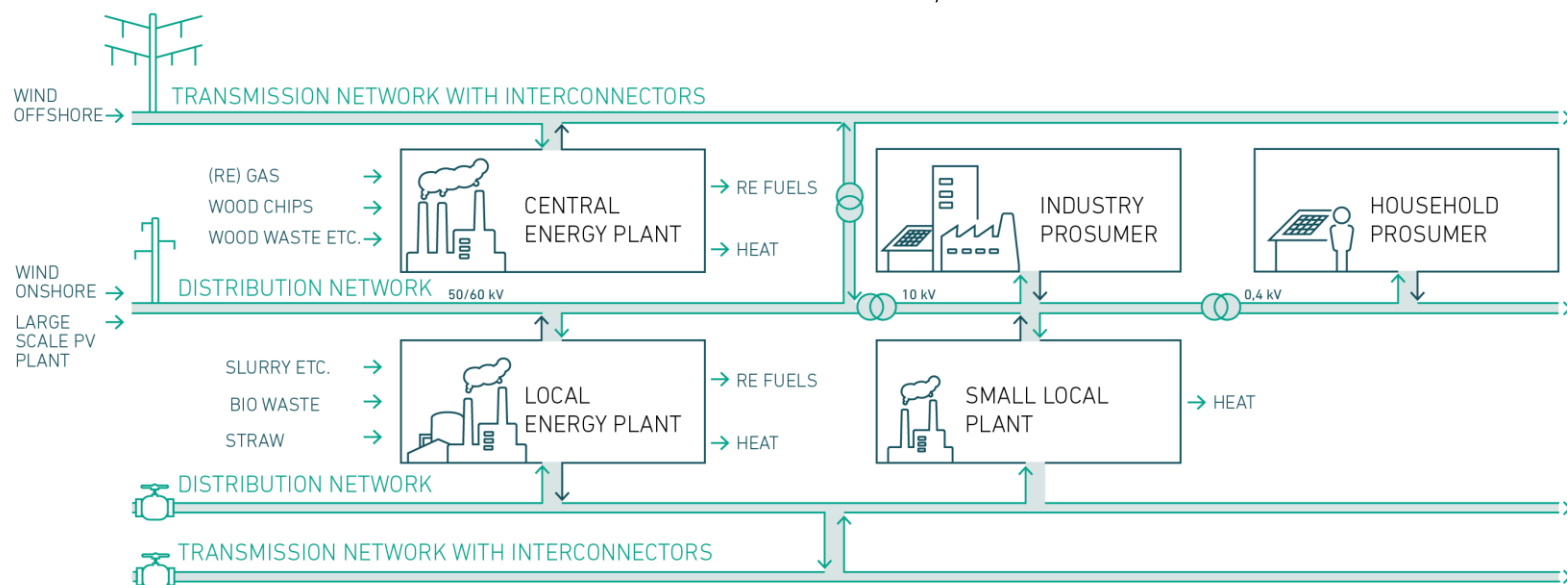 WIND
OFFSHORE
TRANSMISSION NETWORK WITH INTERCONNECTORS
(RE) GAS
WOOD CHIPS
WOOD WASTE ETC.
CENTRAL
ENERGY PLANT
RE FUELS
HEAT
INDUSTRY
PROSUMER
HOUSEHOLD
PROSUMER
WIND
ONSHORE
DISTRIBUTION NETWORK
50/60 kV
10 kV
0,4 kV
LARGE
SCALE PV
PLANT
SLURRY ETC.
BIO WASTE
STRAW
LOCAL
ENERGY PLANT
RE FUELS
HEAT
SMALL LOCAL
PLANT
HEAT
DISTRIBUTION NETWORK
TRANSMISSION NETWORK WITH INTERCONNECTORS